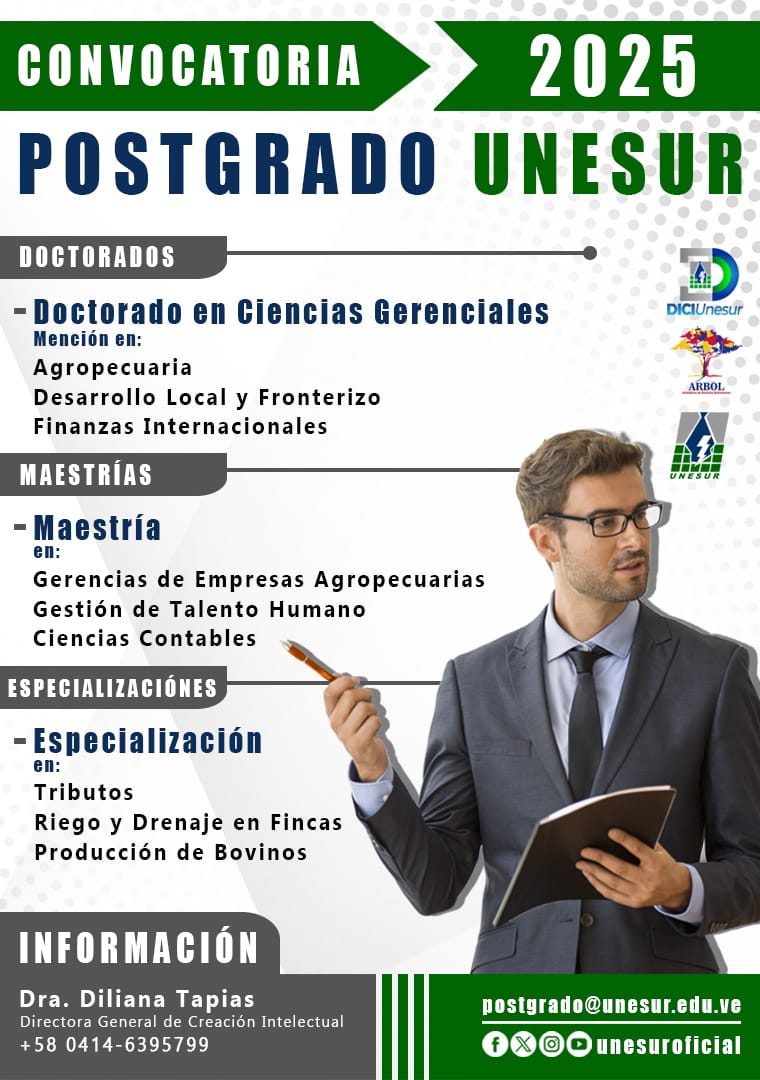 CONVOCATORIA
2025
POSTGRADO UNESUR
DOCTORADOS
- Doctorado en Ciencias Gerenciales
Mención en:
Agropecuaria
Desarrollo Local y Fronterizo
Finanzas Internacionales
DICIUnesur
ARBOL
UNESUR
MAESTRÍAS
- Maestría
en:
Gerencias de Empresas Agropecuarias
Gestión de Talento Humano
Ciencias Contables
ESPECIALIZACIÓNES
- Especialización
en:
Tributos
Riego y Drenaje en Fincas
Producción de Bovinos
INFORMACIÓN
Dra. Diliana Tapias
Directora General de Creación Intelectual
+58 0414-6395799
postgrado@unesur.edu.ve
unesuroficial